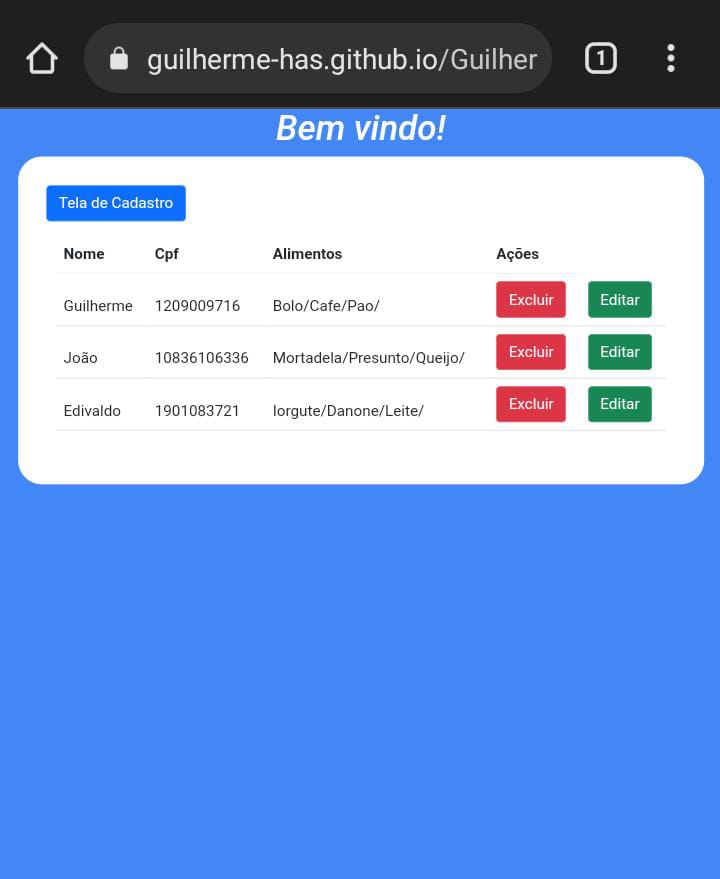 guilherme-has.github.io/Guilher
1
Bem vindo!
Tela de Cadastro
Nome Cpf Alimentos Ações
Guilherme 1209009716 Bolo/Cafe/Pao/ Excluir Editar
João 10836106336 Mortadela/Presunto/Queijo/ Excluir Editar
Edivaldo 1901083721 Iorgute/Danone/Leite/ Excluir Editar